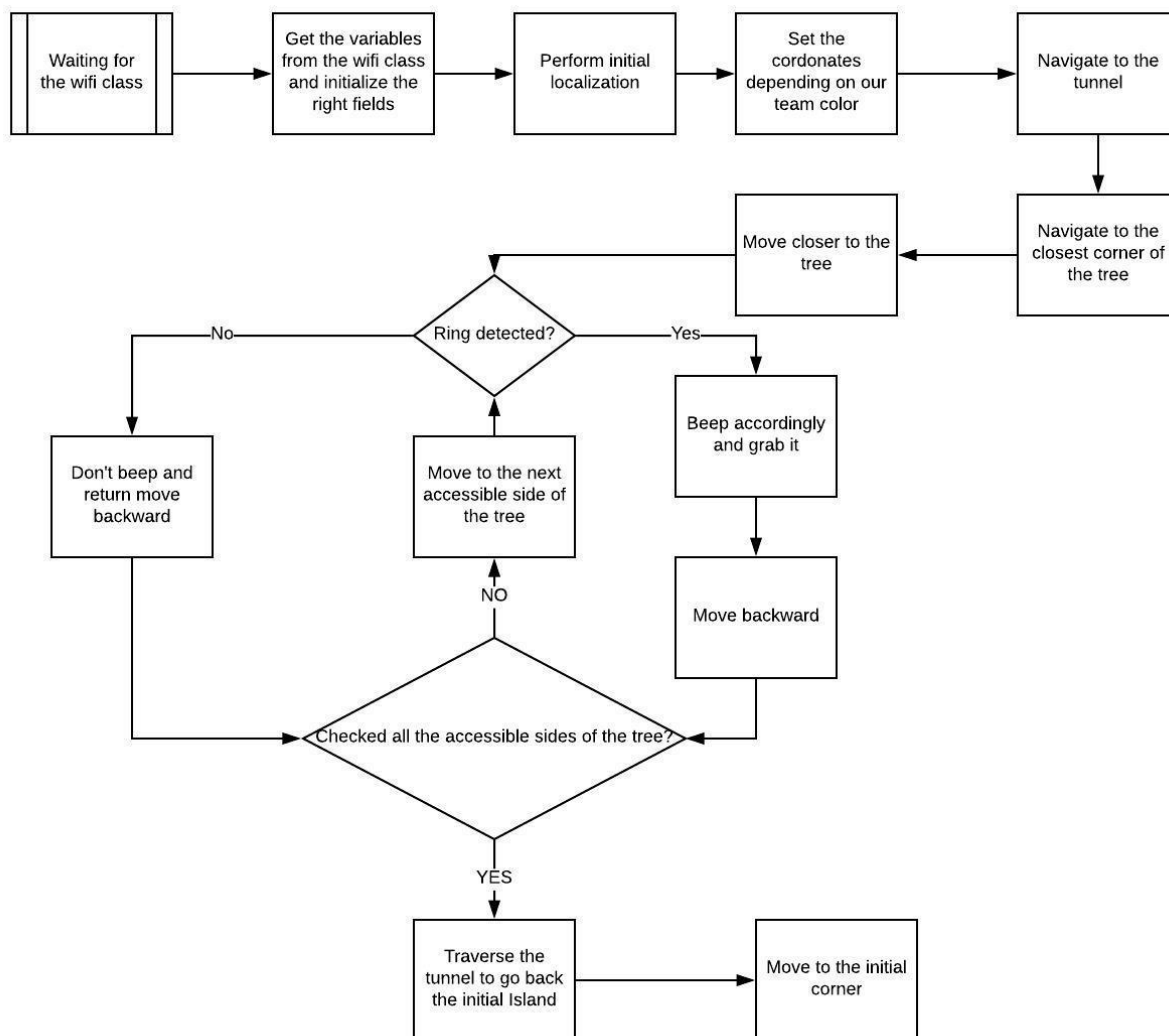 Waiting for
the wifi class
Get the variables
from the wifi class
and initialize the
right fields
Perform initial
localization
Set the
cordonates
depending on our
team color
Navigate to the
tunnel
Move closer to the
tree
Navigate to the
closest corner of
the tree
Ring detected?
No
Yes
Don't beep and
return move
backward
Move to the next
accessible side of
the tree
Beep accordingly
and grab it
NO
Move backward
Checked all the accessible sides of the tree?
YES
Traverse the
tunnel to go back
the initial Island
Move to the initial
corner